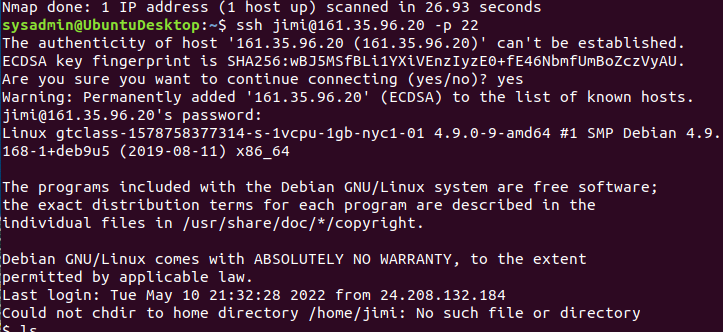 Nmap done: 1 IP address (1 host up) scanned in 26.93 seconds
sysadmin@UbuntuDesktop:~$ ssh jimi@161.35.96.20 -p 22
The authenticity of host '161.35.96.20 (161.35.96.20)' can't be established.
ECDSA key fingerprint is SHA256:wBJ5MSfBLi1YXiVEnzIyzE0+fE46NbmfUmBoZczVyAU.
Are you sure you want to continue connecting (yes/no)? yes
Warning: Permanently added '161.35.96.20' (ECDSA) to the list of known hosts.
jimi@161.35.96.20's password:
Linux gtclass-1578758377314-s-1vcpu-1gb-nyc1-01 4.9.0-9-amd64 #1 SMP Debian 4.9.
168-1+deb9u5 (2019-08-11) x86_64
The programs included with the Debian GNU/Linux system are free software;
the exact distribution terms for each program are described in the
individual files in /usr/share/doc/*/copyright.
Debian GNU/Linux comes with ABSOLUTELY NO WARRANTY, to the extent
permitted by applicable law.
Last login: Tue May 10 21:32:28 2022 from 24.208.132.184
Could not chdir to home directory /home/jimi: No such file or directory
$ ls